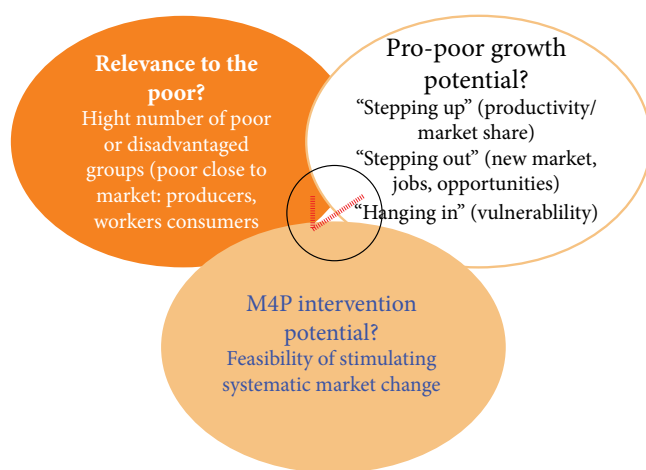 Relevance to the
poor?
Hight number of poor
or disadvantaged
groups (poor close to
market: producers,
workers consumers
Pro-poor growth
potential?
“Stepping up” (productivity/
market share)
“Stepping out” (new market,
jobs, opportunities)
“Hanging in” (vulnerablility)
M4P intervention
potential?
Feasibility of stimulating
systematic market change